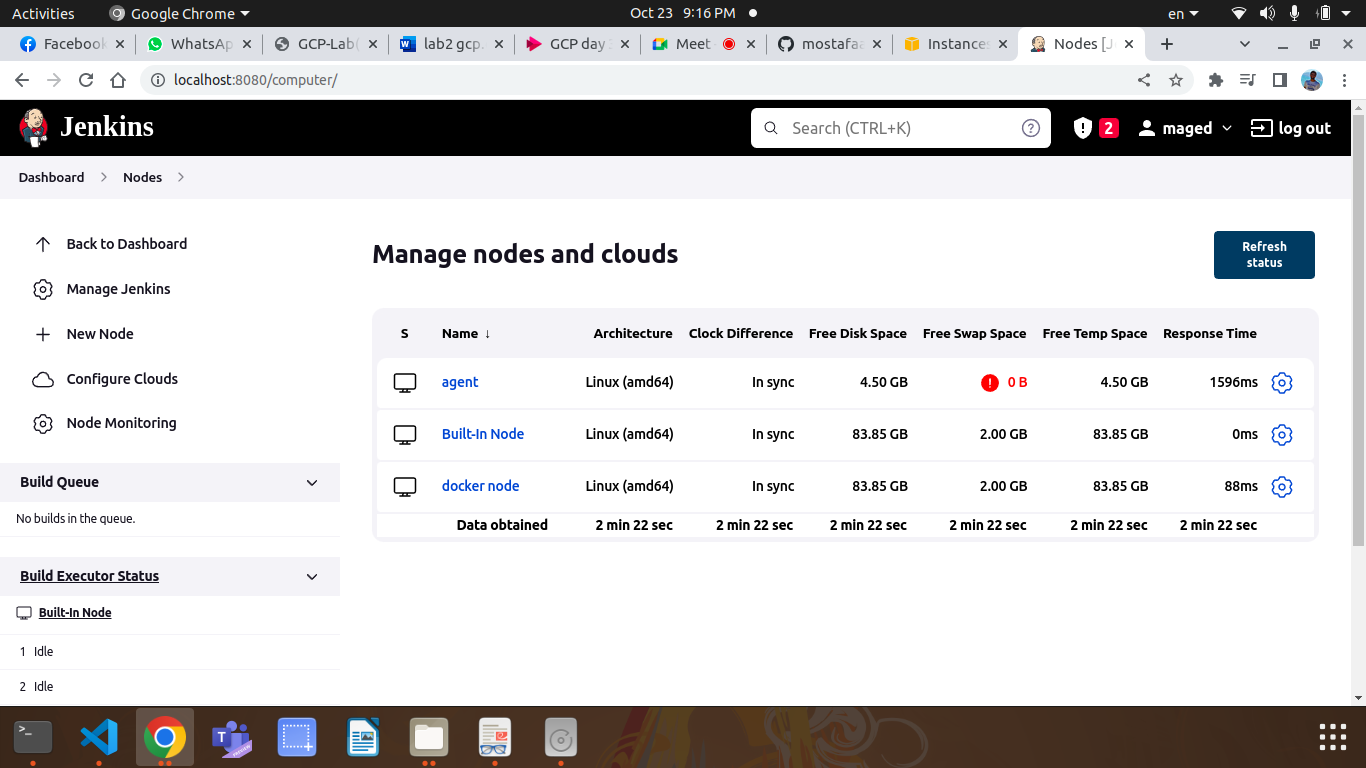 Activities Google Chrome Oct 23 9:16 PM en
Facebook WhatsAp GCP-Lab( lab2 gcp. GCP day Meet mostafaa Instances Nodes [J
localhost:8080/computer/
Jenkins Search (CTRL+K) ? 2 maged log out
Dashboard Nodes
Back to Dashboard
Manage Jenkins
New Node
Configure Clouds
Node Monitoring
Build Queue
No builds in the queue.
Build Executor Status
Built-In Node
1 Idle
2 Idle
Manage nodes and clouds
Refresh
status
S Name ↓ Architecture Clock Difference Free Disk Space Free Swap Space Free Temp Space Response Time
agent Linux (amd64) In sync 4.50 GB ! 0 B 4.50 GB 1596ms
Built-In Node Linux (amd64) In sync 83.85 GB 2.00 GB 83.85 GB 0ms
docker node Linux (amd64) In sync 83.85 GB 2.00 GB 83.85 GB 88ms
Data obtained 2 min 22 sec 2 min 22 sec 2 min 22 sec 2 min 22 sec 2 min 22 sec 2 min 22 sec